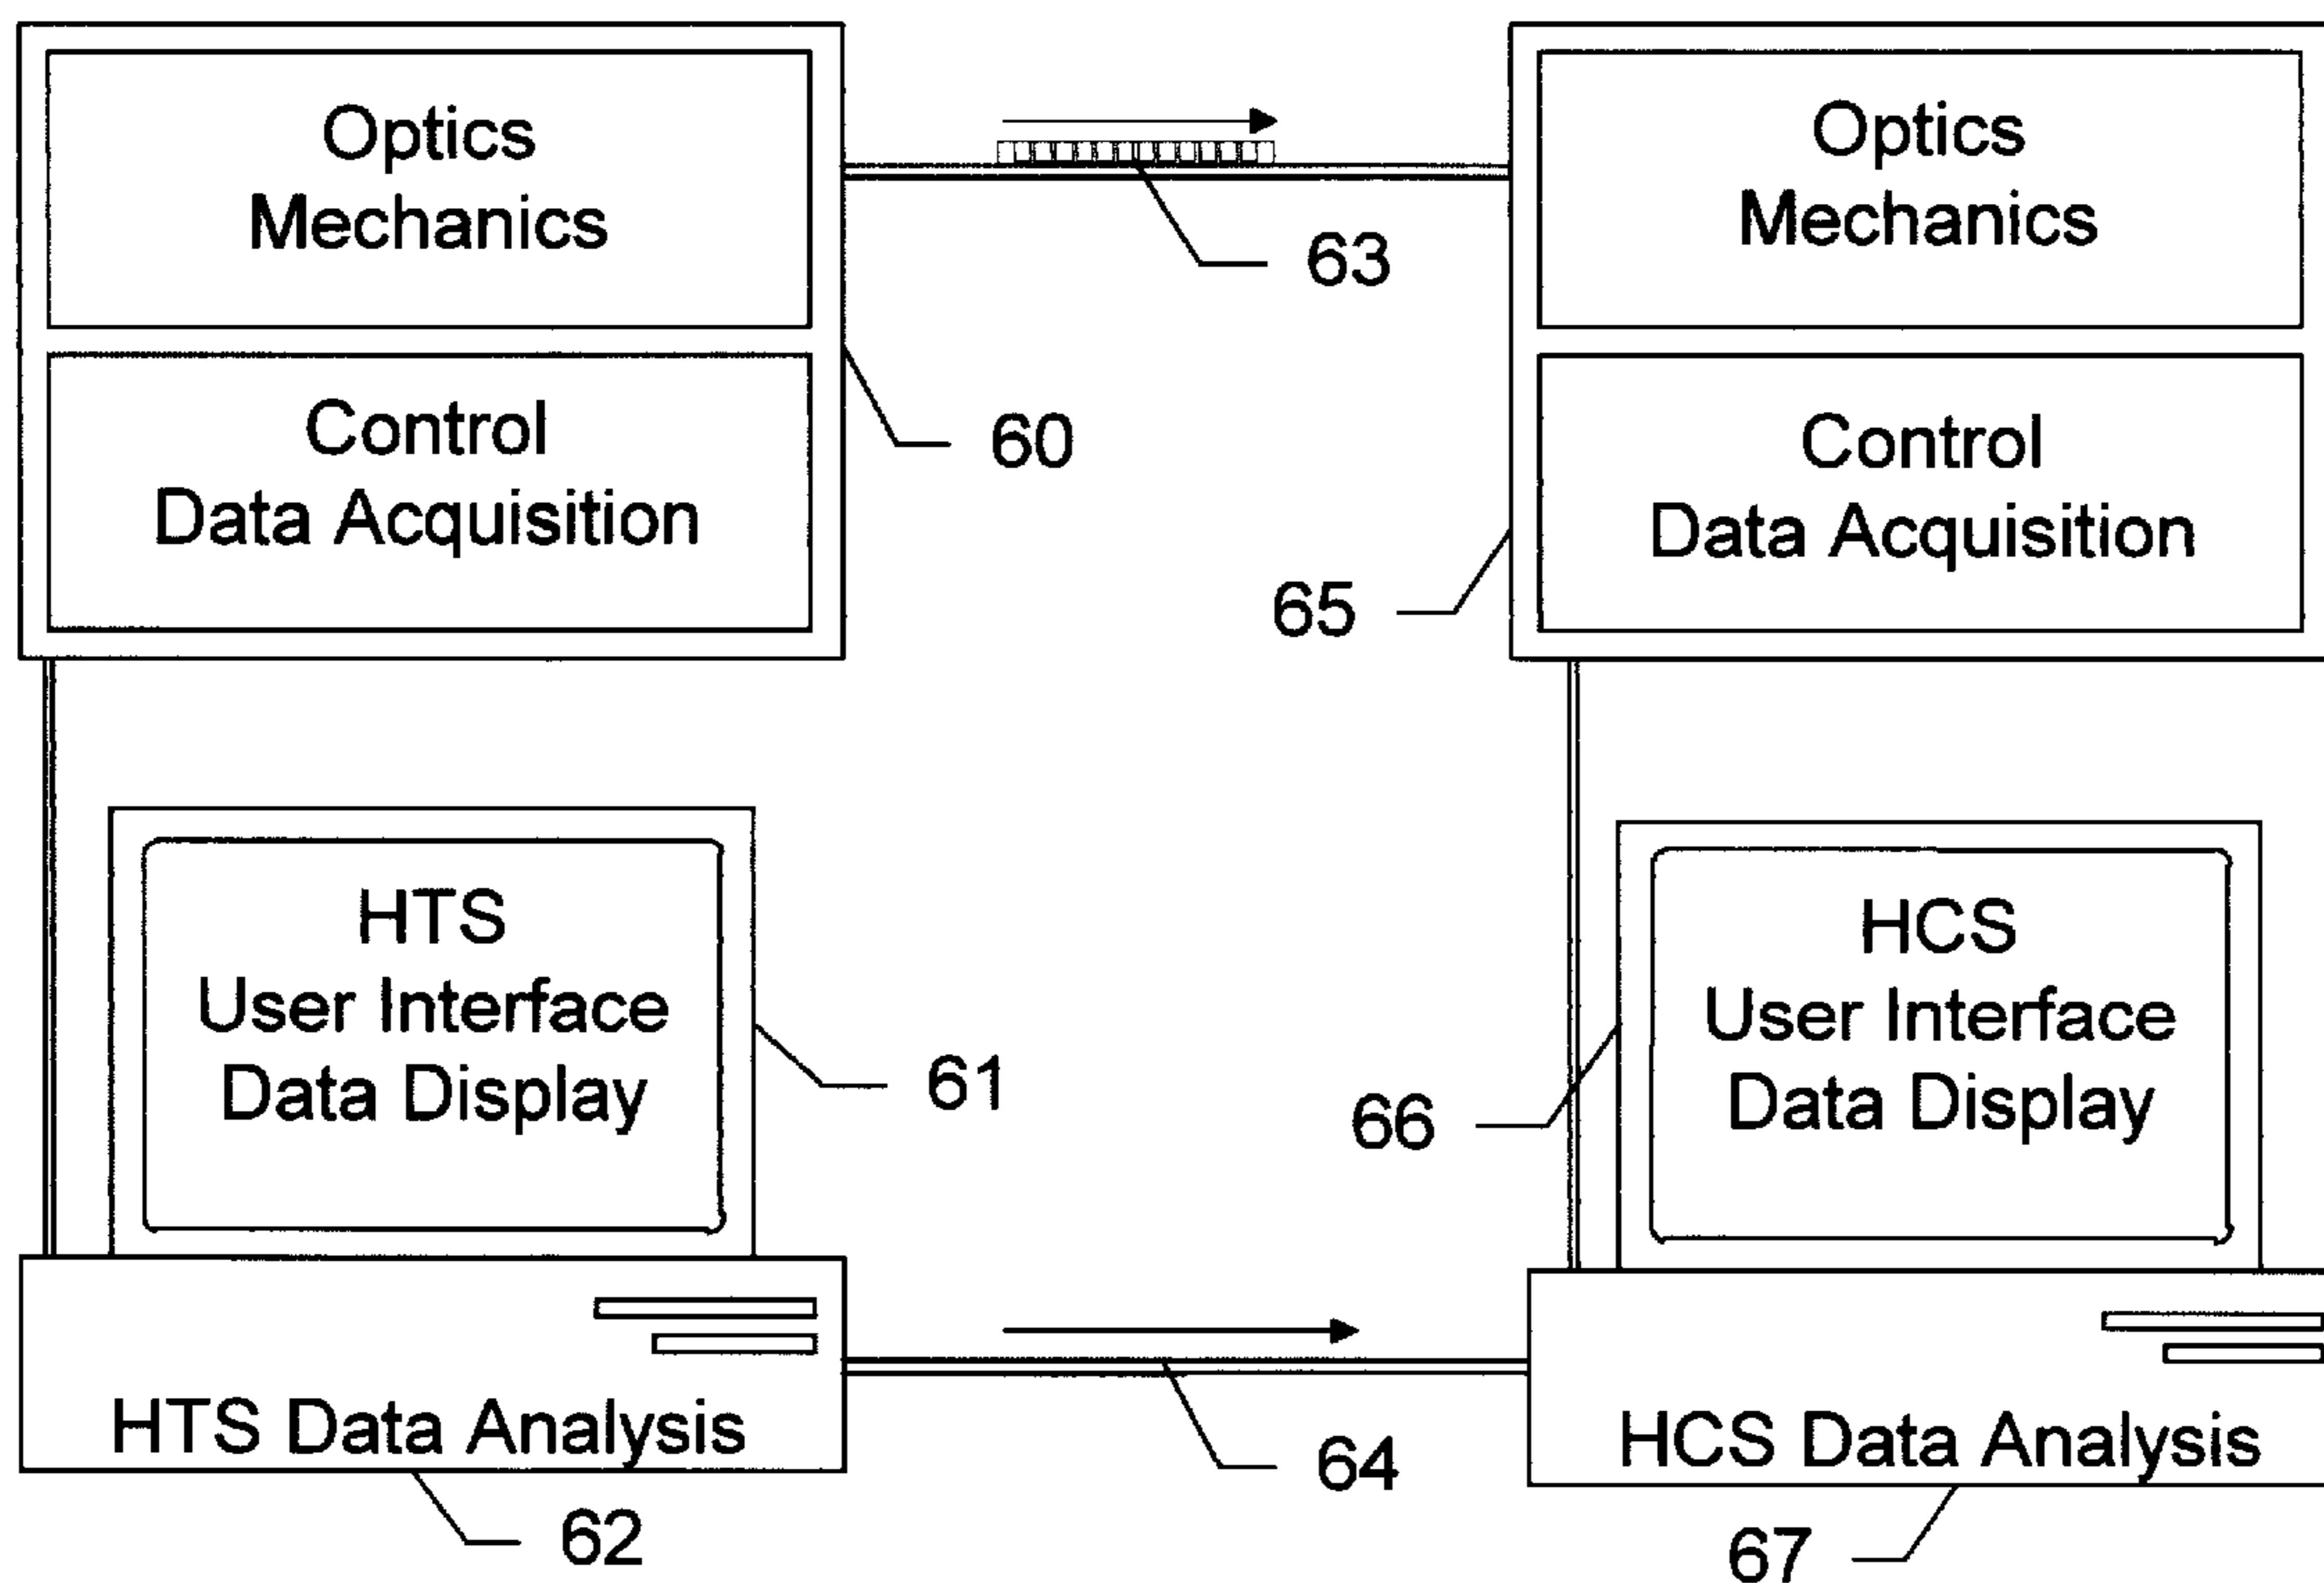 Optics
Mechanics
Control
Data Acquisition
60
63
Optics
Mechanics
Control
Data Acquisition
65
HTS
User Interface
Data Display
61
HTS Data Analysis
62
64
HCS
User Interface
Data Display
66
HCS Data Analysis
67